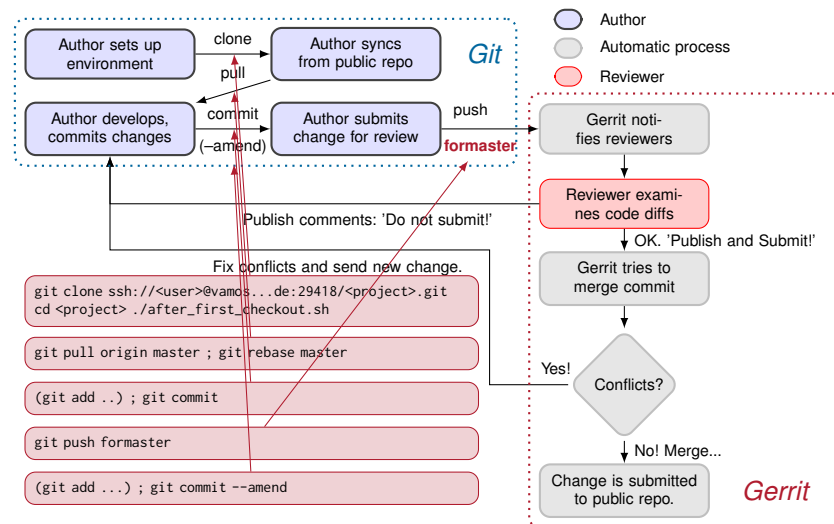 Author
Automatic process
Reviewer
Git
clone
Author sets up
environment
Author syncs
from public repo
pull
Author develops,
commits changes
commit
(–amend)
Author submits
change for review
push
formaster
Gerrit noti-
fies reviewers
Reviewer exami-
nes code diffs
Publish comments: 'Do not submit!'
OK. 'Publish and Submit!'
Gerrit tries to
merge commit
Fix conflicts and send new change.
git clone ssh://<user>@vamos...de:29418/<project>.git
cd <project> ./after_first_checkout.sh
git pull origin master ; git rebase master
(git add ..) ; git commit
git push formaster
(git add ...) ; git commit --amend
Yes!
Conflicts?
No! Merge...
Change is submitted
to public repo.
Gerrit